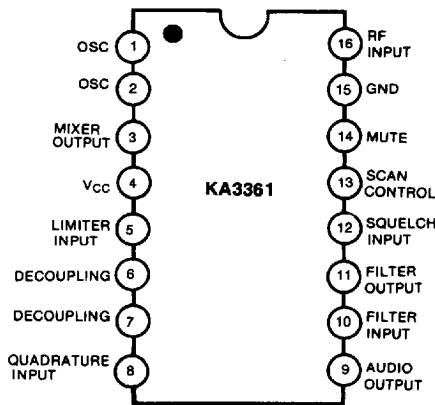 OSC 1
OSC 2
MIXER
OUTPUT 3
VCC 4
LIMITER
INPUT 5
DECOUPLING 6
DECOUPLING 7
QUADRATURE
INPUT 8
KA3361
16 RF
INPUT
15 GND
14 MUTE
13 SCAN
CONTROL
12 SQUELCH
INPUT
11 FILTER
OUTPUT
10 FILTER
INPUT
9 AUDIO
OUTPUT